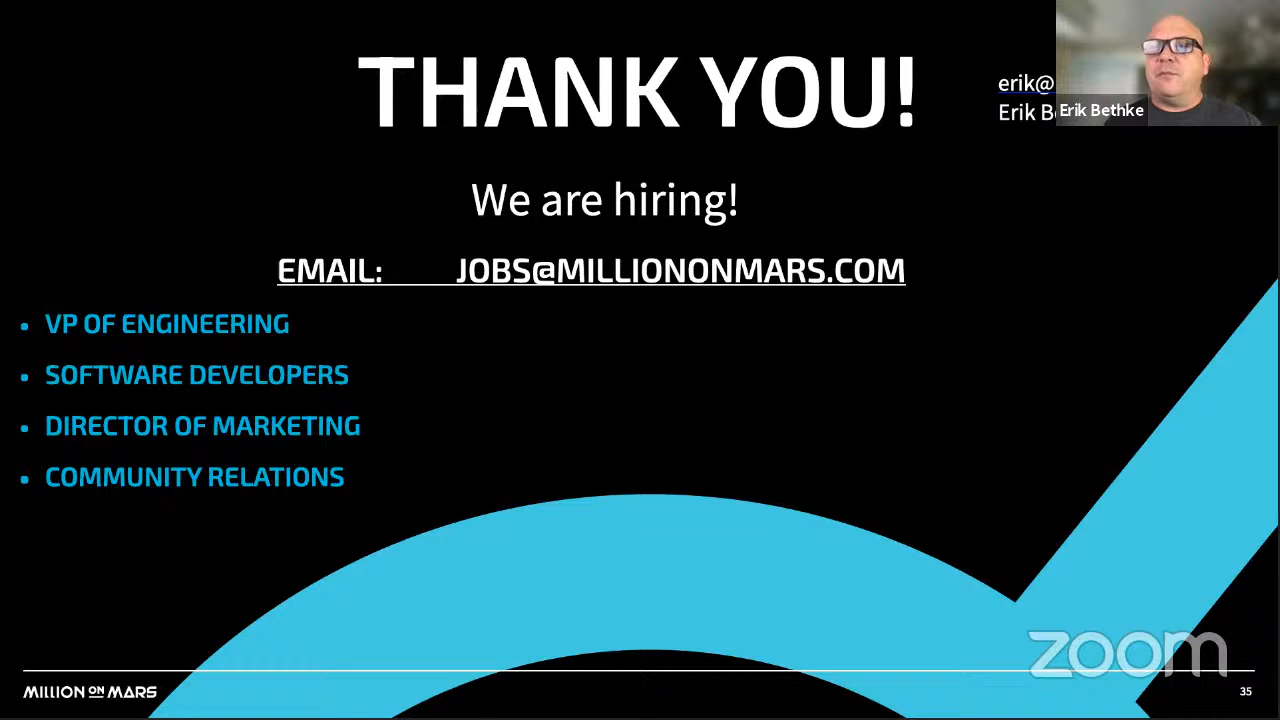 THANK YOU!
erik@
Erik
Erik Bethke
We are hiring!
EMAIL: JOBS@MILLIONONMARS.COM
• VP OF ENGINEERING
• SOFTWARE DEVELOPERS
• DIRECTOR OF MARKETING
• COMMUNITY RELATIONS
zoom
MILLION ON MARS
35